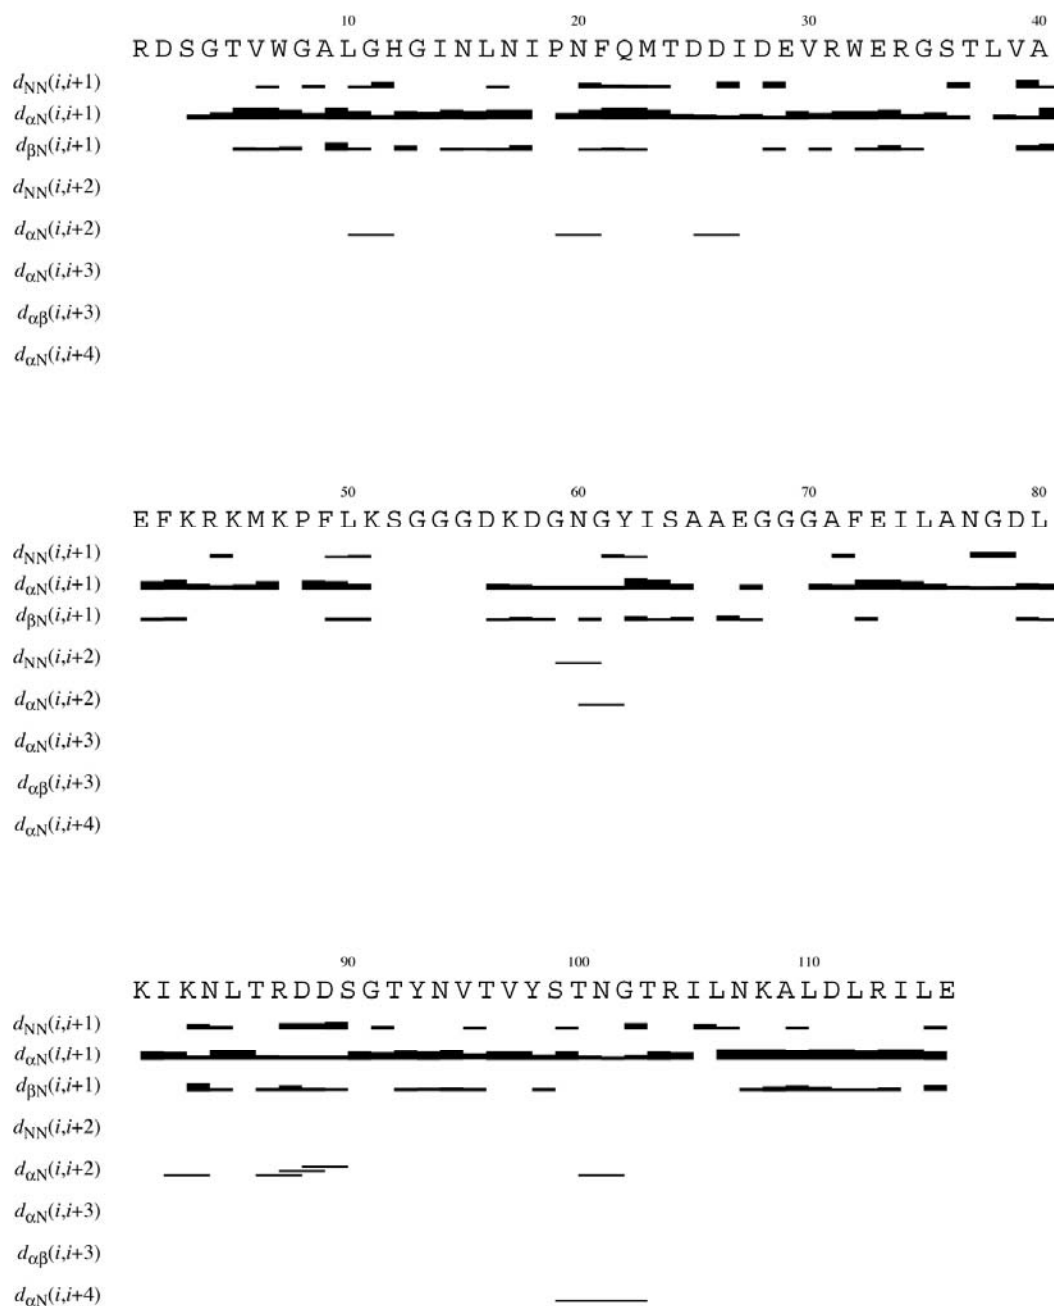 10 20 30 40
RDSGTVWGALGHGINLNIPNFQMTDDIDEVRWERGSTLVA
dNN(i,i+1)
dαN(i,i+1)
dβN(i,i+1)
dNN(i,i+2)
dαN(i,i+2)
dαN(i,i+3)
dαβ(i,i+3)
dαN(i,i+4)
50 60 70 80
EFKRKMKPFLKSGGGDKDGNGYISAAEGGGAFEILANGDL
dNN(i,i+1)
dαN(i,i+1)
dβN(i,i+1)
dNN(i,i+2)
dαN(i,i+2)
dαN(i,i+3)
dαβ(i,i+3)
dαN(i,i+4)
90 100 110
KIKNLTRDDSGTYNVTVYSTNGTRILNKALDLRILE
dNN(i,i+1)
dαN(i,i+1)
dβN(i,i+1)
dNN(i,i+2)
dαN(i,i+2)
dαN(i,i+3)
dαβ(i,i+3)
dαN(i,i+4)